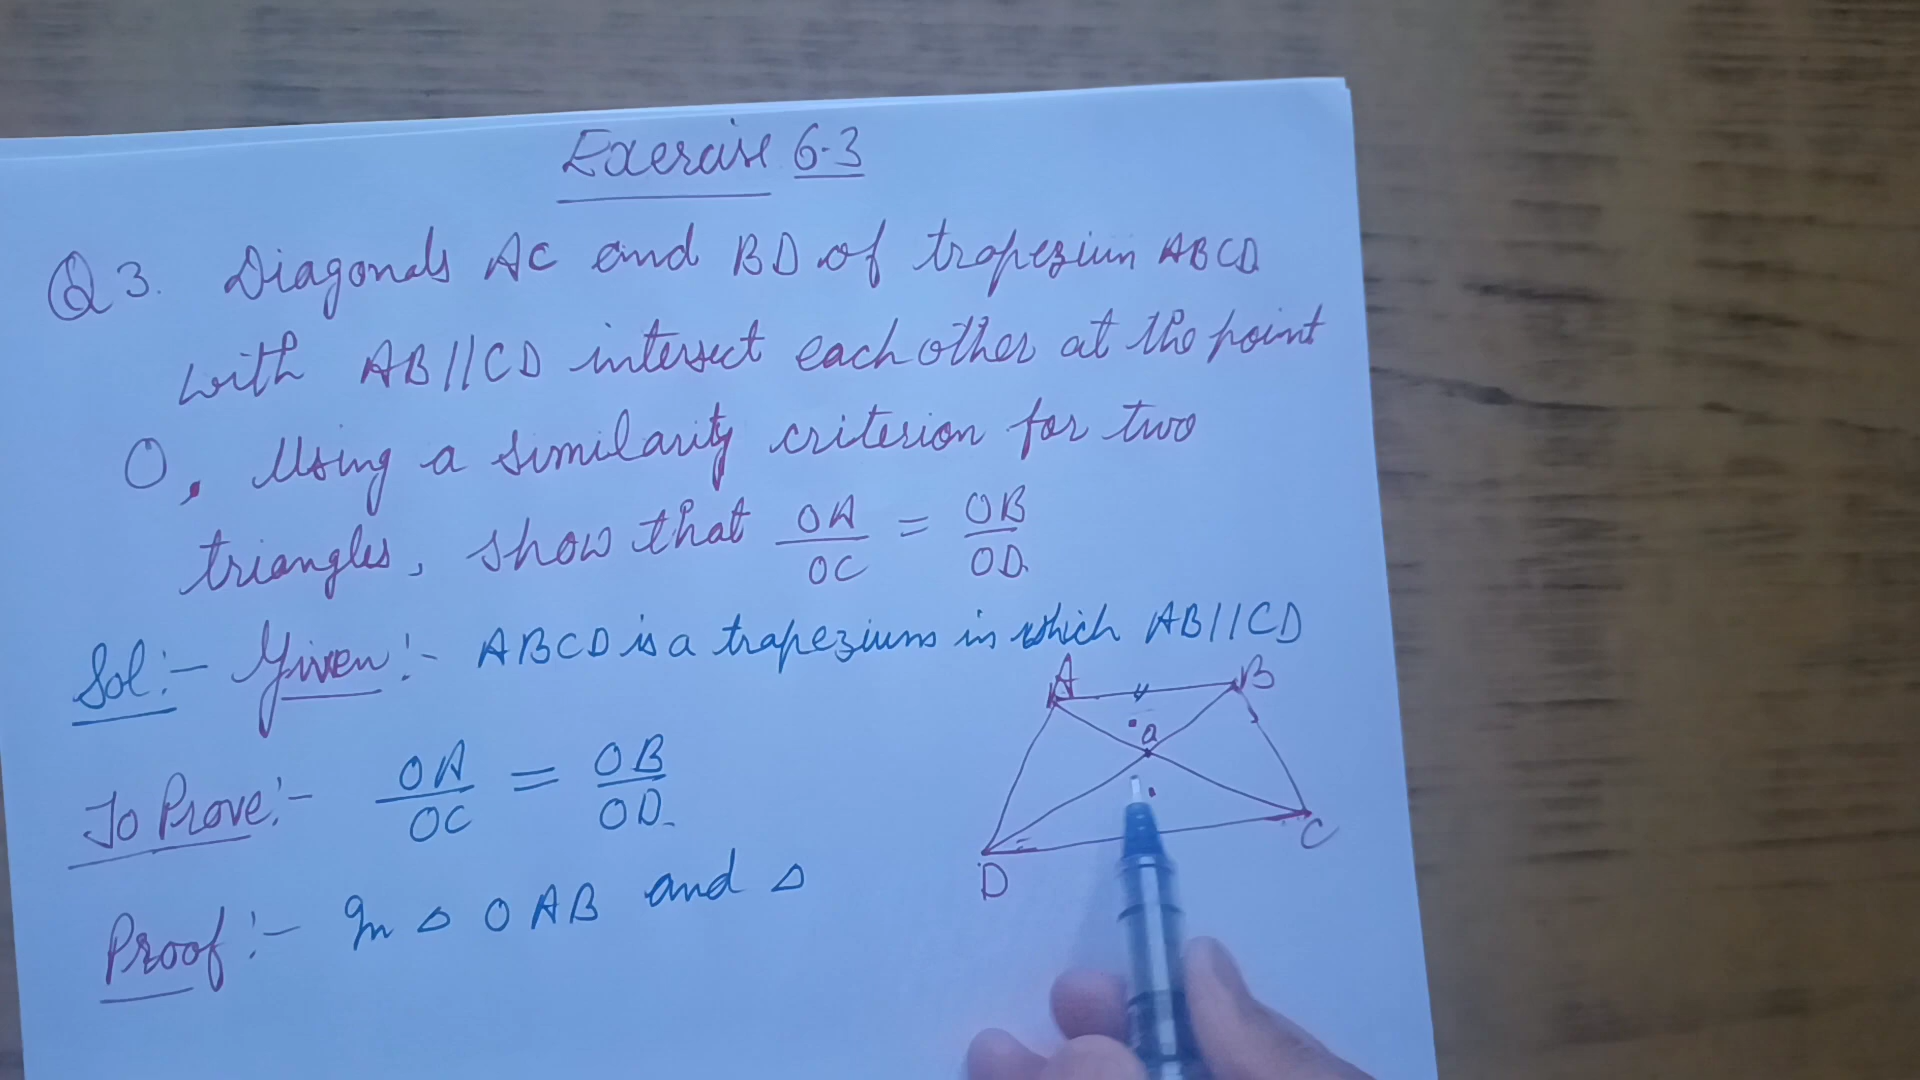 Exercise 6.3
Q3. Diagonals AC and BD of trapezium ABCD
with AB//CD intersect each other at the point
O, Using a similarity criterion for two
triangles, show that OA/OC = OB/OD.
Sol:- Given:- ABCD is a trapezium in which AB//CD
A B
To Prove:- OA/OC = OB/OD.
D C
Proof:- In △ OAB and △